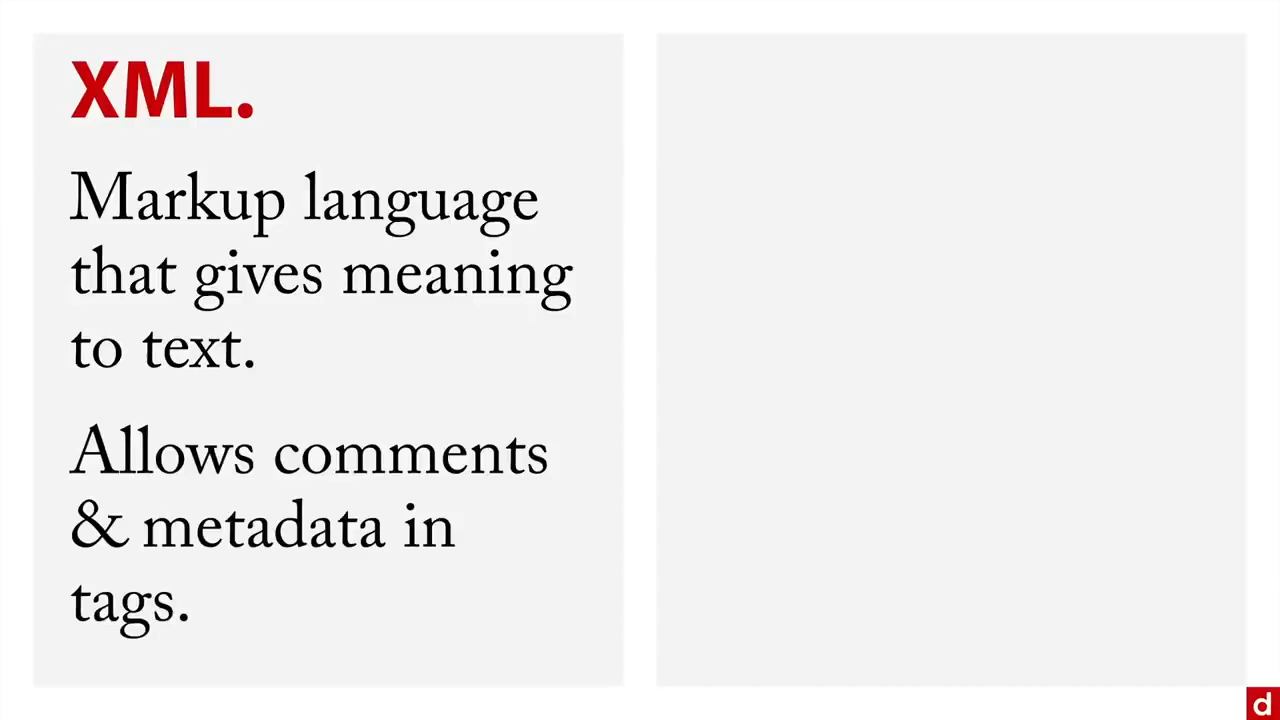 XML.
Markup language
that gives meaning
to text.
Allows comments
& metadata in
tags.
d